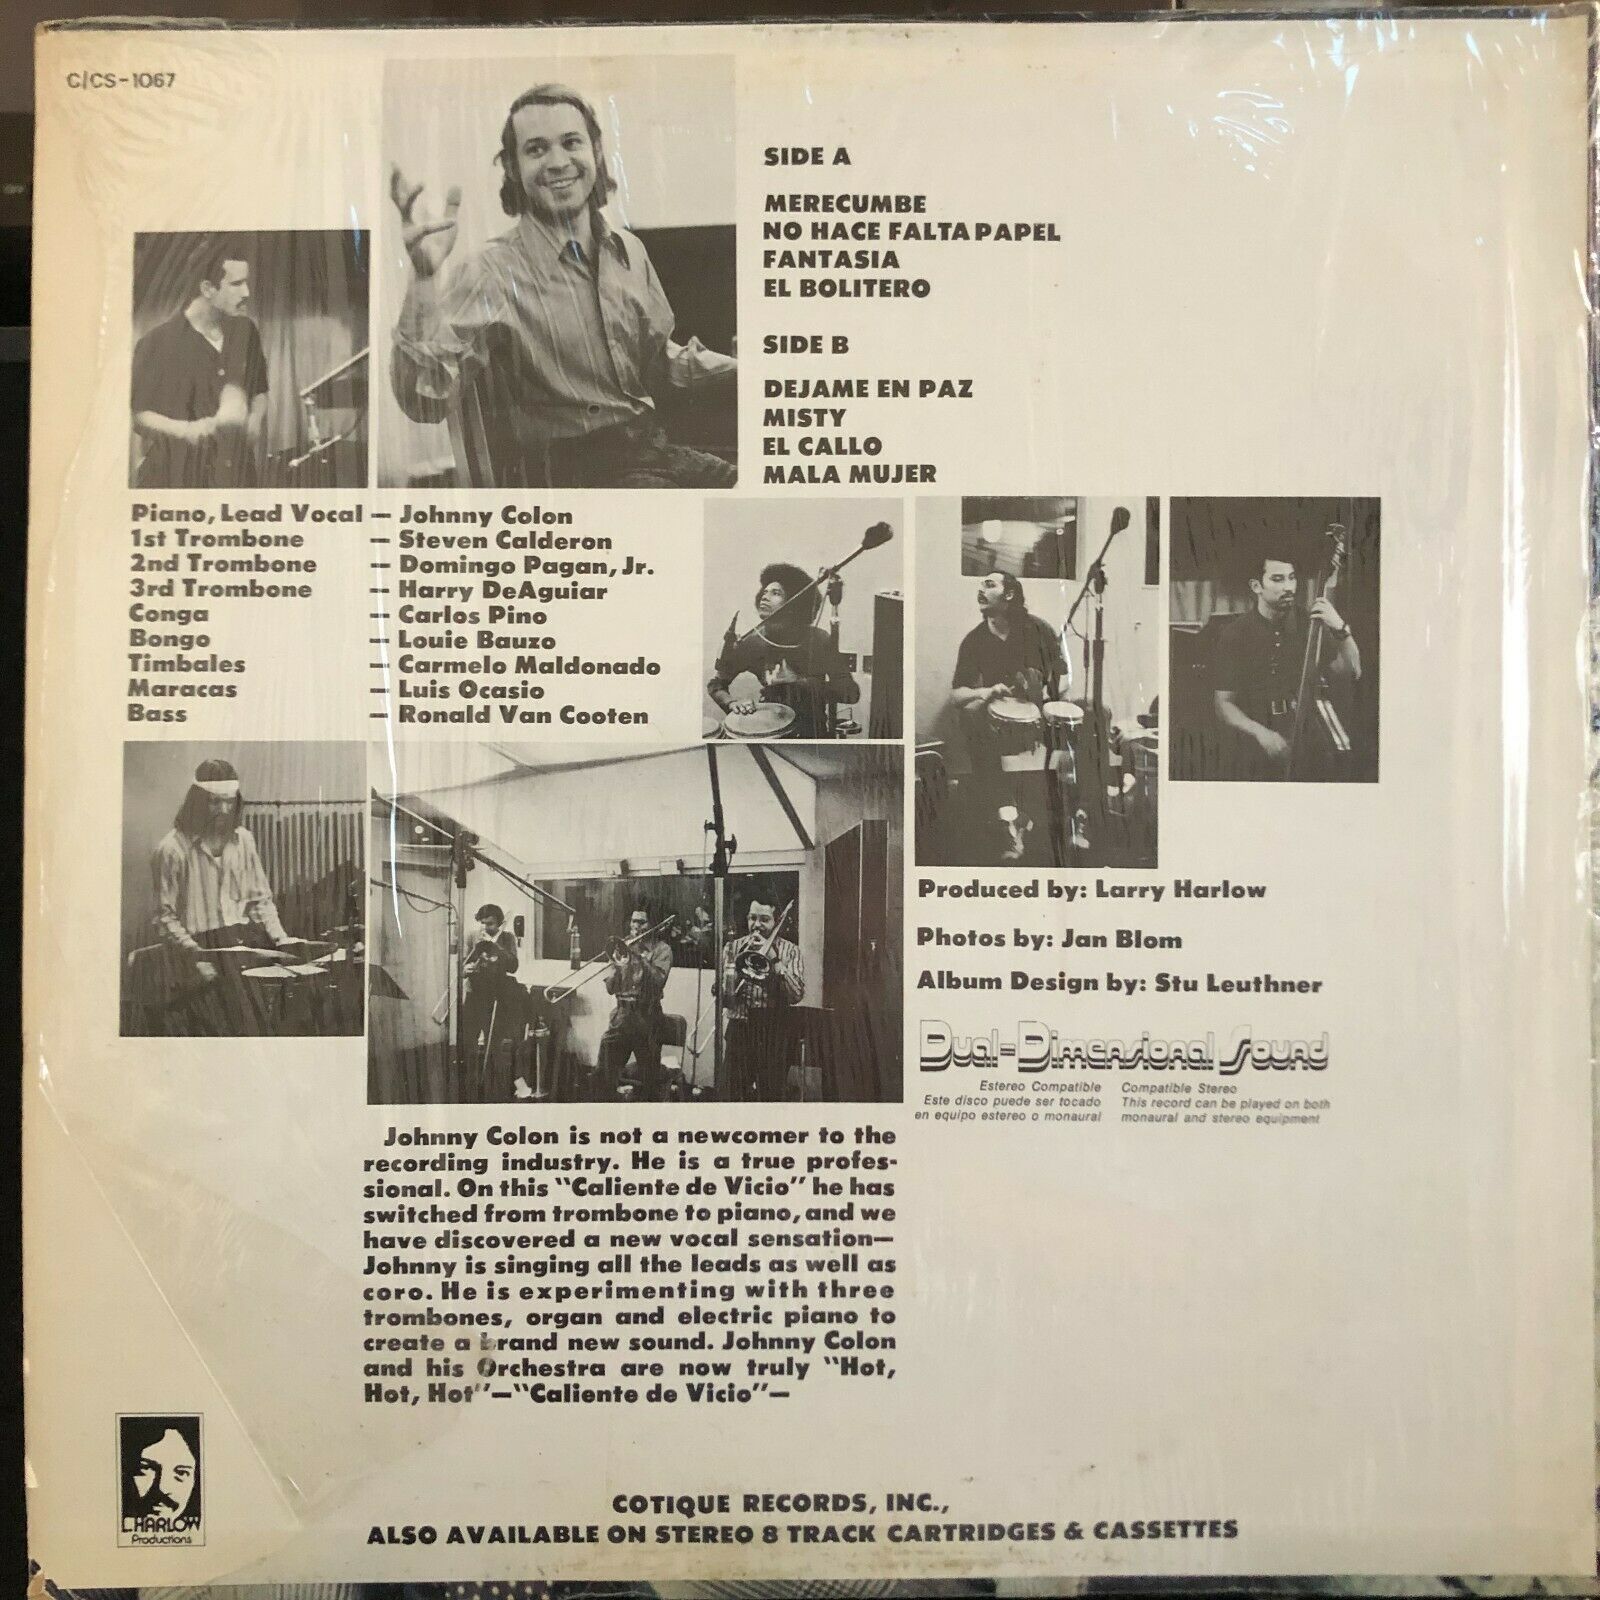 C/CS-1067
SIDE A
MERECUMBE
NO HACE FALTA PAPEL
FANTASIA
EL BOLITERO
SIDE B
DEJAME EN PAZ
MISTY
EL CALLO
MALA MUJER
Piano, Lead Vocal — Johnny Colon
1st Trombone — Steven Calderon
2nd Trombone — Domingo Pagan, Jr.
3rd Trombone — Harry DeAguiar
Conga — Carlos Pino
Bongo — Louie Bauzo
Timbales — Carmelo Maldonado
Maracas — Luis Ocasio
Bass — Ronald Van Cooten
Produced by: Larry Harlow
Photos by: Jan Blom
Album Design by: Stu Leuthner
Dual-Dimensional Sound
Estereo Compatible
Este disco puede ser tocado
en equipo estereo o monaural
Compatible Stereo
This record can be played on both
monaural and stereo equipment
Johnny Colon is not a newcomer to the
recording industry. He is a true profes-
sional. On this "Caliente de Vicio" he has
switched from trombone to piano, and we
have discovered a new vocal sensation—
Johnny is singing all the leads as well as
coro. He is experimenting with three
trombones, organ and electric piano to
create a brand new sound. Johnny Colon
and his Orchestra are now truly "Hot,
Hot, Hot"—"Caliente de Vicio"—
HARLOW
Productions
COTIQUE RECORDS, INC.,
ALSO AVAILABLE ON STEREO 8 TRACK CARTRIDGES & CASSETTES